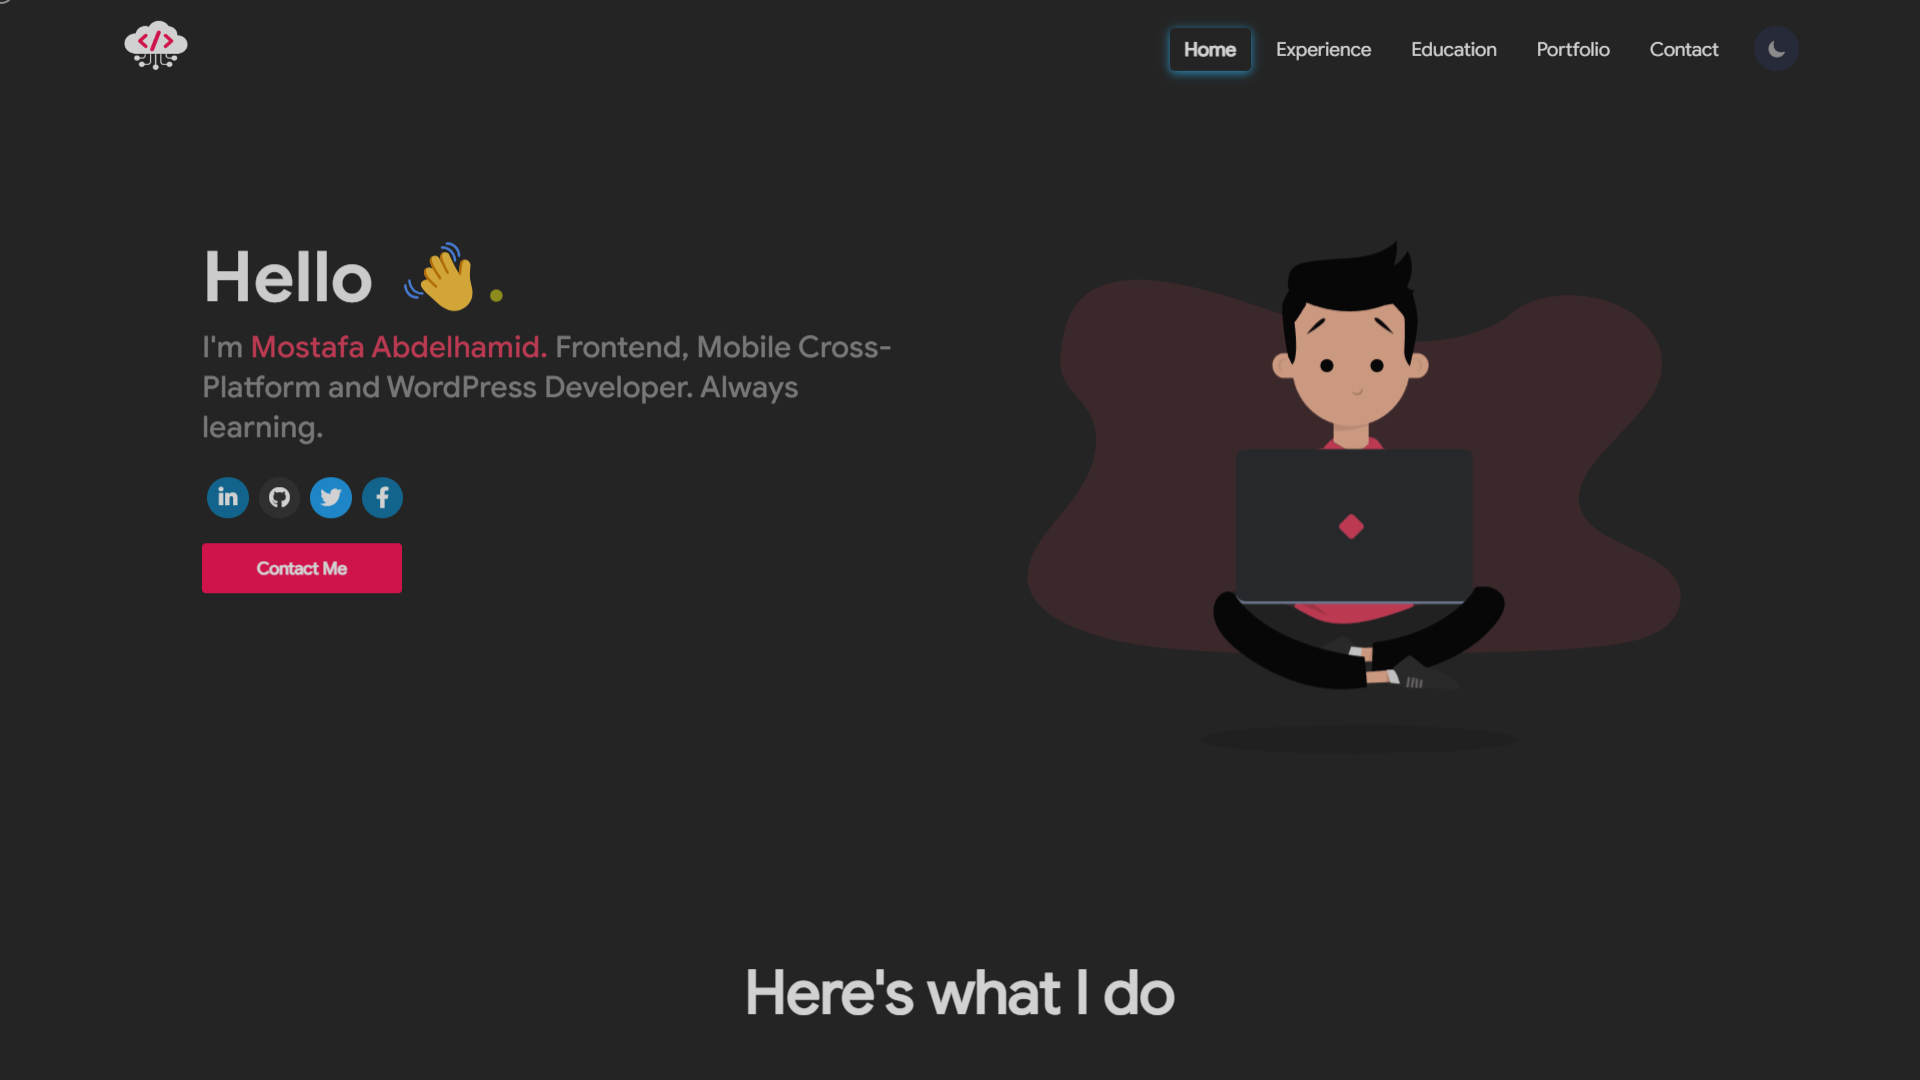 </>
Home Experience Education Portfolio Contact
Hello
I'm Mostafa Abdelhamid. Frontend, Mobile Cross-
Platform and WordPress Developer. Always
learning.
in f
Contact Me
Here's what I do